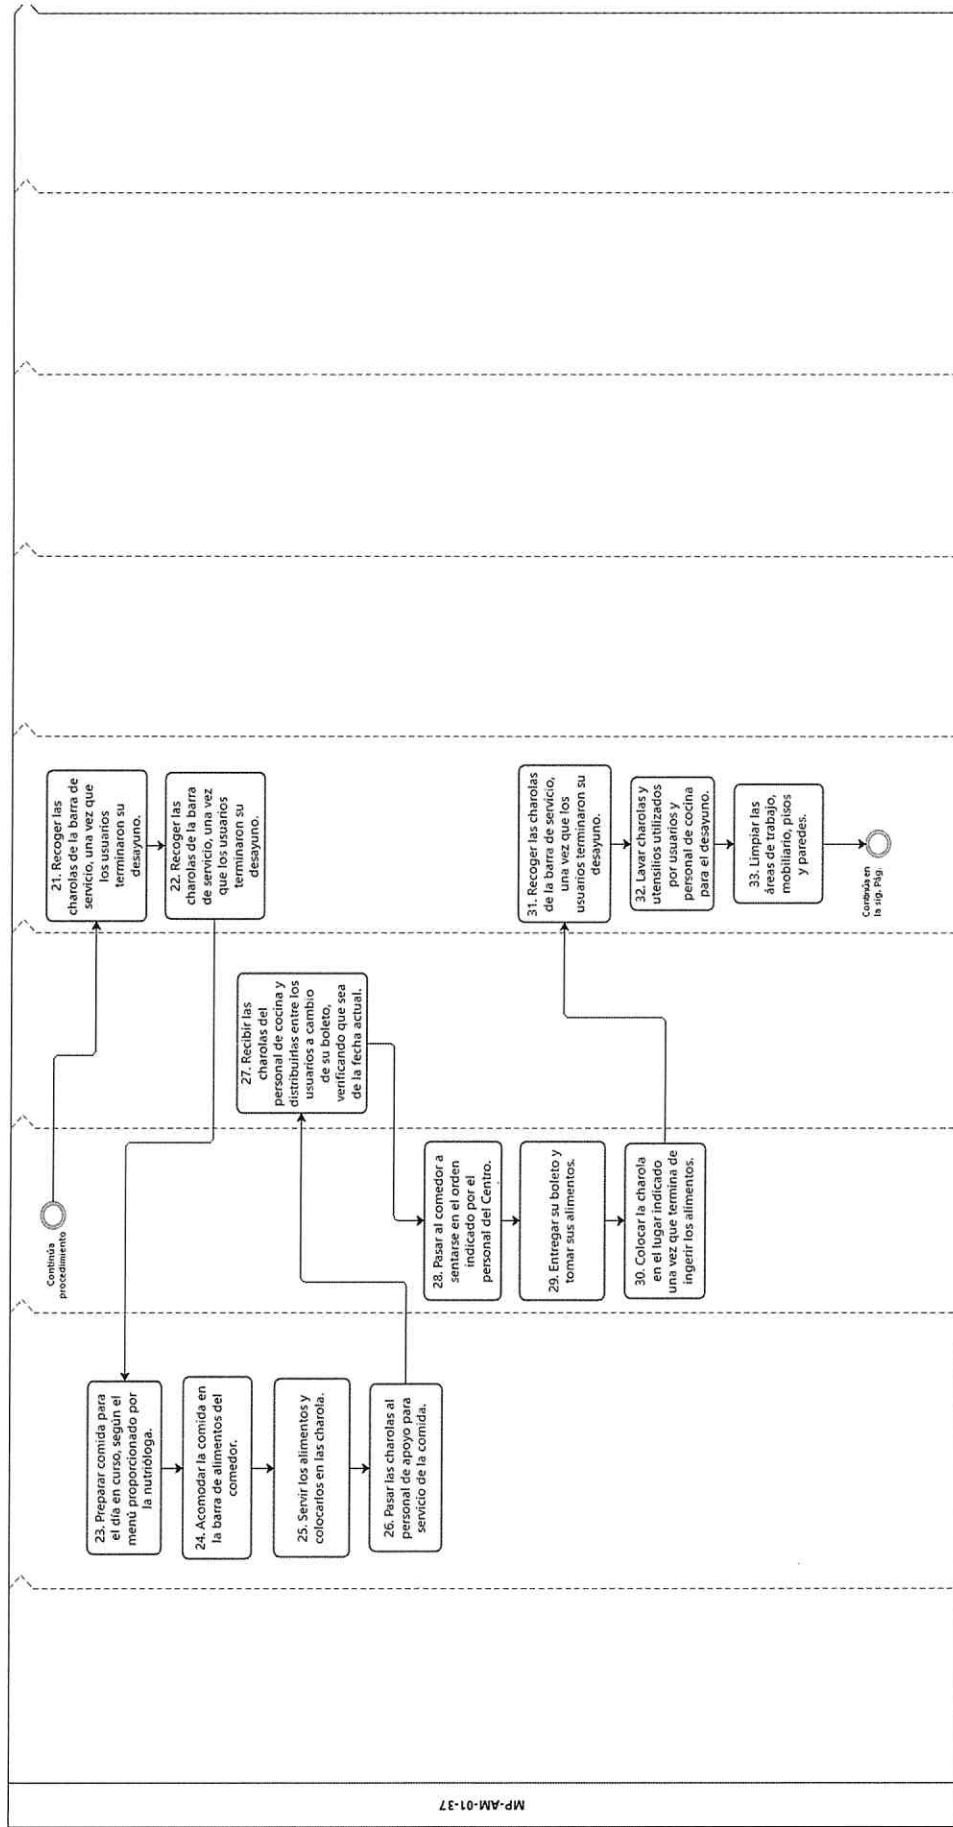 Continúa
procedimiento
21. Recoger las
charolas de la barra de
servicio, una vez que
los usuarios
terminaron su
desayuno.
22. Recoger las
charolas de la barra
de servicio, una vez
que los usuarios
terminaron su
desayuno.
23. Preparar comida para
el día en curso, según el
menú proporcionado por
la nutrióloga.
24. Acomodar la comida en
la barra de alimentos del
comedor.
25. Servir los alimentos y
colocarlos en las charola.
26. Pasar las charolas al
personal de apoyo para
servicio de la comida.
27. Recibir las
charolas del
personal de cocina y
distribuirlas entre los
usuarios a cambio
de su boleto,
verificando que sea
de la fecha actual.
28. Pasar al comedor a
sentarse en el orden
indicado por el
personal del Centro.
29. Entregar su boleto y
tomar sus alimentos.
30. Colocar la charola
en el lugar indicado
una vez que termina de
ingerir los alimentos.
31. Recoger las charolas
de la barra de servicio,
una vez que los
usuarios terminaron su
desayuno.
32. Lavar charolas y
utensilios utilizados
por usuarios y
personal de cocina
para el desayuno.
33. Limpiar las
áreas de trabajo,
mobiliario, pisos
y paredes.
Continúa en
la sig. Pág.
MP-AM-01-37